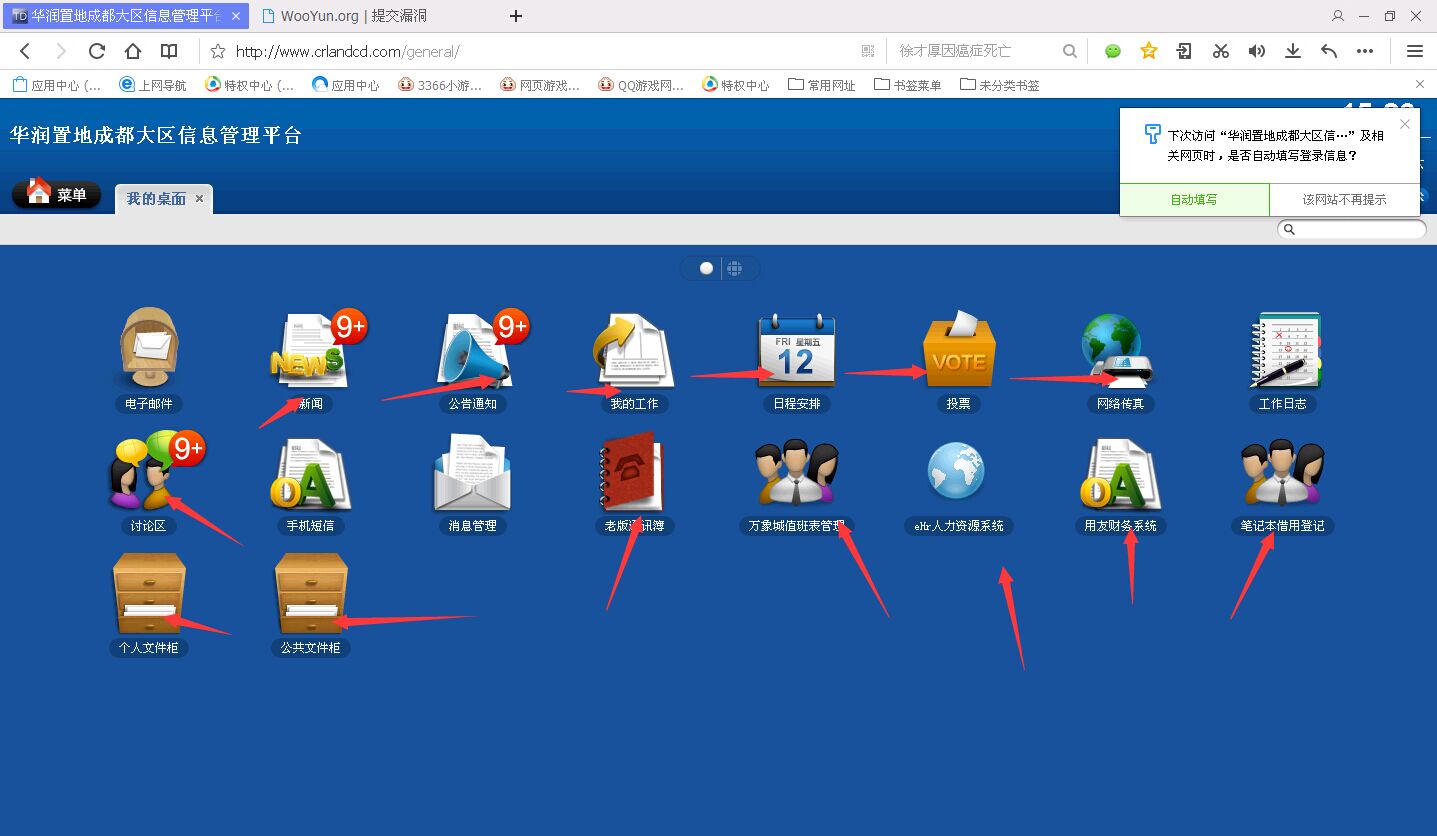 华润置地成都大区信息管理平台
WooYun.org | 提交漏洞
http://www.crlandcd.com/general/
徐才厚因癌症死亡
应用中心 (...
上网导航
特权中心 (...
应用中心
3366小游...
网页游戏...
QQ游戏网...
特权中心
常用网址
书签菜单
未分类书签
华润置地成都大区信息管理平台
下次访问“华润置地成都大区信…”及相
关网页时，是否自动填写登录信息？
自动填写
该网站不再提示
菜单
我的桌面
9+
9+
NEWS
FRI 星期五
12
VOTE
电子邮件
新闻
公告通知
我的工作
日程安排
投票
网络传真
工作日志
9+
OA
OA
讨论区
手机短信
消息管理
老版通讯簿
万象城值班表管理
eHr人力资源系统
用友财务系统
笔记本借用登记
个人文件柜
公共文件柜